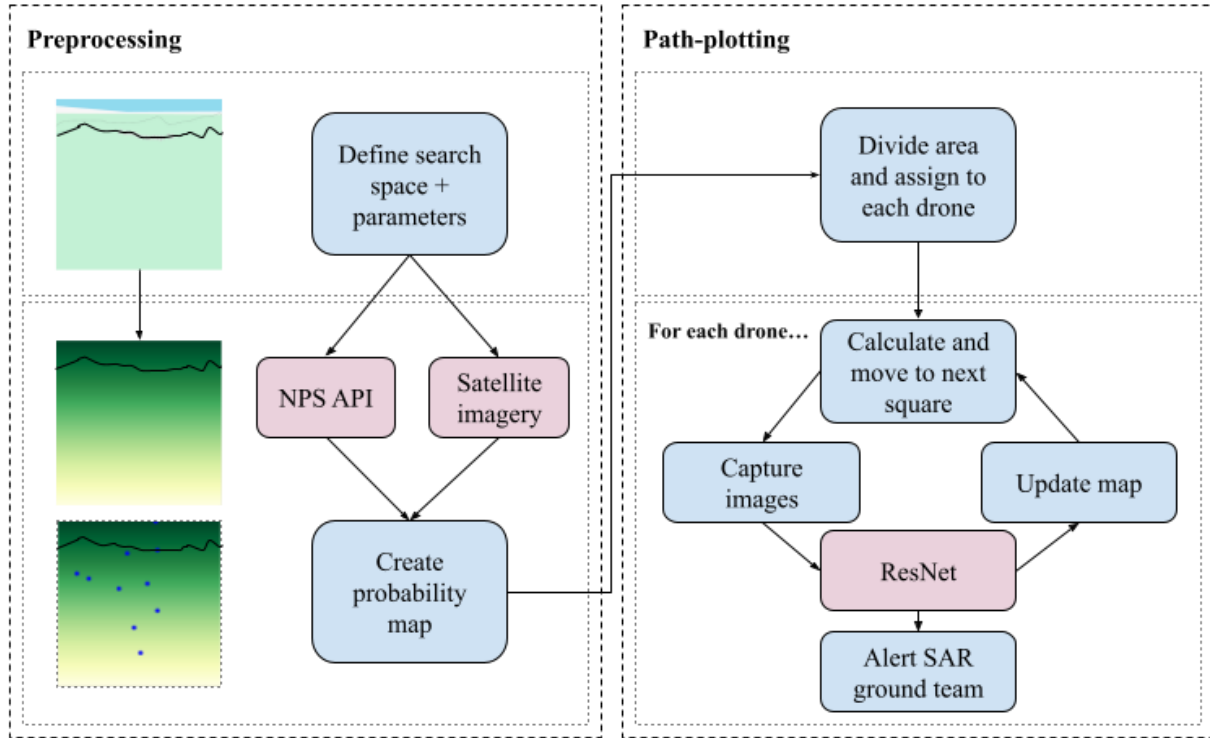 Preprocessing
Define search
space +
parameters
NPS API
Satellite
imagery
Create
probability
map
Path-plotting
Divide area
and assign to
each drone
For each drone…
Calculate and
move to next
square
Capture
images
Update map
ResNet
Alert SAR
ground team